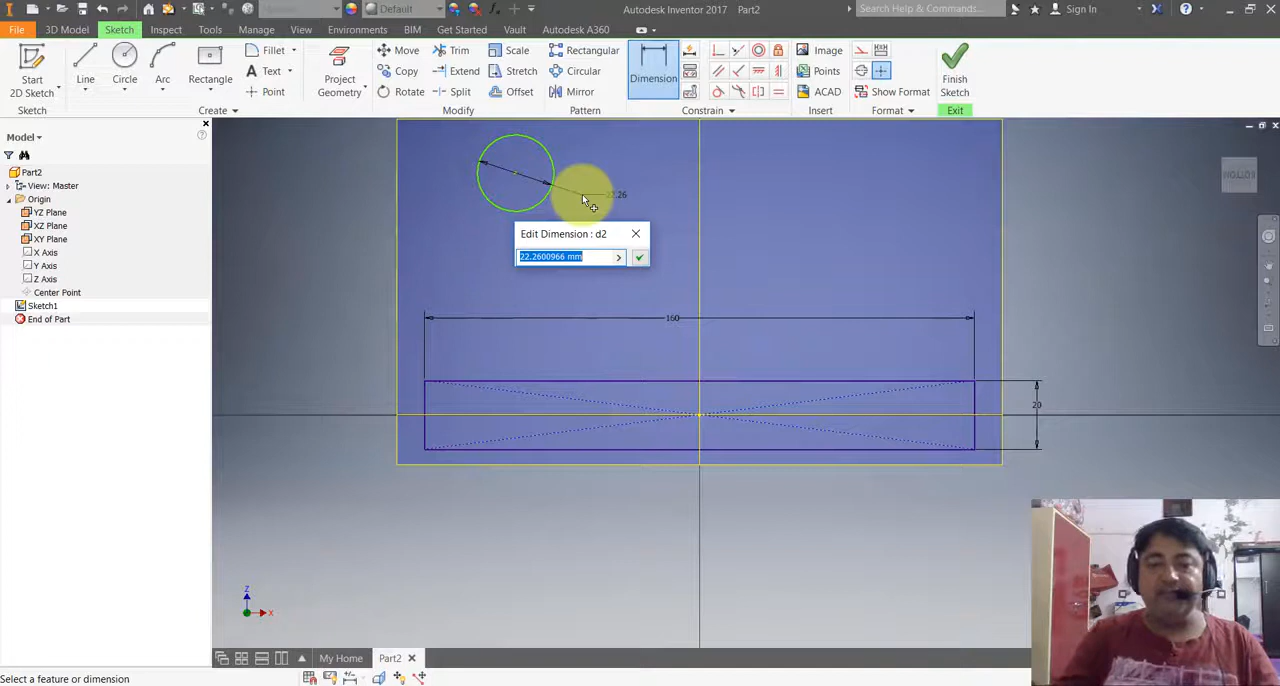 Default
Autodesk Inventor 2017 Part2
Search Help & Commands...
Sign In
File 3D Model Sketch Inspect Tools Manage View Environments BIM Get Started Vault Autodesk A360
Start
2D Sketch
Line
Circle
Arc
Rectangle
Fillet
Text
Point
Project
Geometry
Move
Copy
Rotate
Trim
Extend
Split
Scale
Stretch
Offset
Rectangular
Circular
Mirror
Dimension
Image
Points
ACAD
Show Format
Finish
Sketch
Sketch Create Modify Pattern Constrain Insert Format Exit
Model
Part2
View: Master
Origin
YZ Plane
XZ Plane
XY Plane
X Axis
Y Axis
Z Axis
Center Point
Sketch1
End of Part
22.26
Edit Dimension : d2
22.2600966 mm
160
20
BOTTOM
Z
X
My Home Part2
Select a feature or dimension